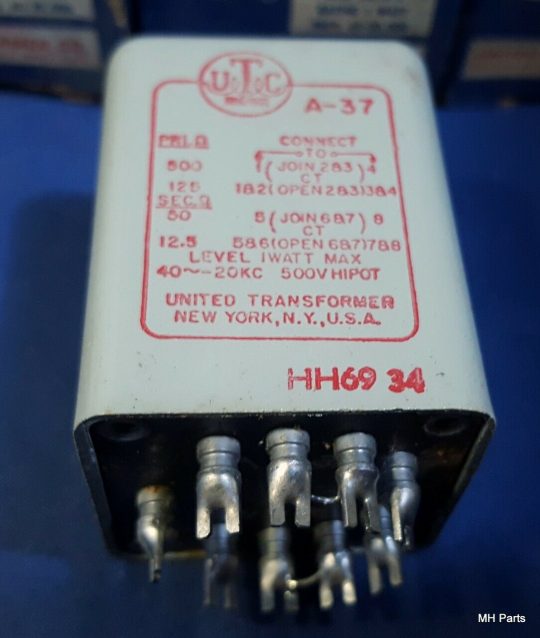 U.T.C
A-37
PRI.Ω CONNECT
TO
500 1(JOIN 2&3)4
CT
125 1&2(OPEN 2&3)3&4
SEC.Ω
50 5(JOIN 6&7)8
CT
12.5 5&6(OPEN 6&7)7&8
LEVEL 1WATT MAX
40~-20KC 500V HIPOT
UNITED TRANSFORMER
NEW YORK, N.Y., U.S.A.
HH69 34
MH Parts